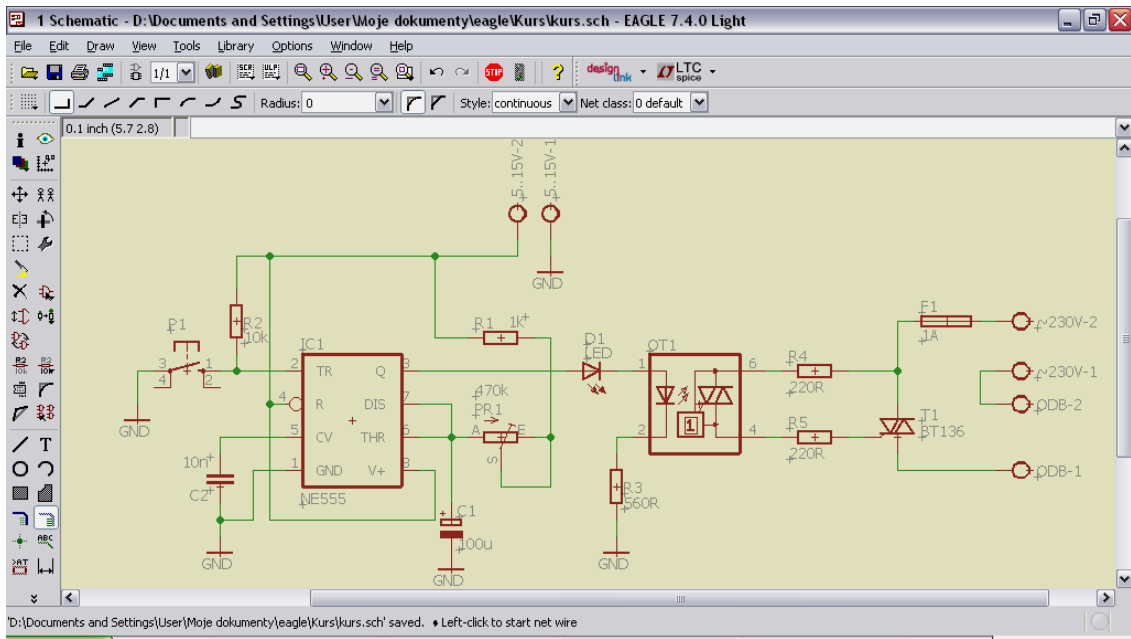 1 Schematic - D:\Documents and Settings\User\Moje dokumenty\eagle\Kurs\kurs.sch - EAGLE 7.4.0 Light
File Edit Draw View Tools Library Options Window Help
1/1 SCR ULP STOP ? design link LTC spice
Radius: 0 Style: continuous Net class: 0 default
0.1 inch (5.7 2.8)
5..15V-2
5..15V-1
GND
P1
3 1
4 2
GND
R2
10k
R1 1k
IC1
2 TR Q 3
4 R DIS 7
5 CV THR 6
1 GND V+ 8
NE555
10n
C2
GND
470k
PR1
A E
S
C1
100u
GND
D1
LED
OT1
1 6
2 4
1
R3
560R
GND
R4
220R
R5
220R
F1
1A
T1
BT136
~230V-2
~230V-1
ODB-2
ODB-1
'D:\Documents and Settings\User\Moje dokumenty\eagle\Kurs\kurs.sch' saved. ♦ Left-click to start net wire